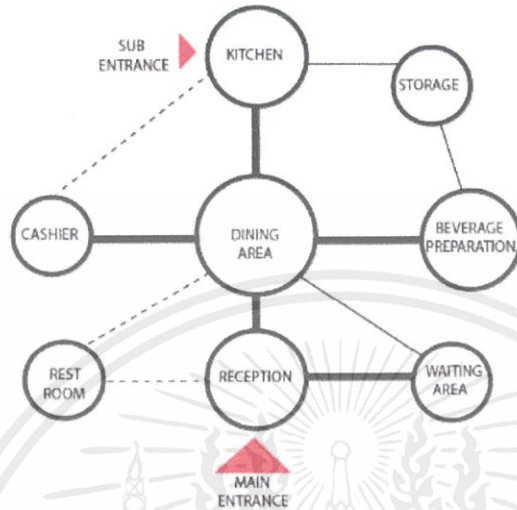 SUB
ENTRANCE
KITCHEN
STORAGE
CASHIER
DINING
AREA
BEVERAGE
PREPARATION
REST
ROOM
RECEPTION
WAITING
AREA
MAIN
ENTRANCE